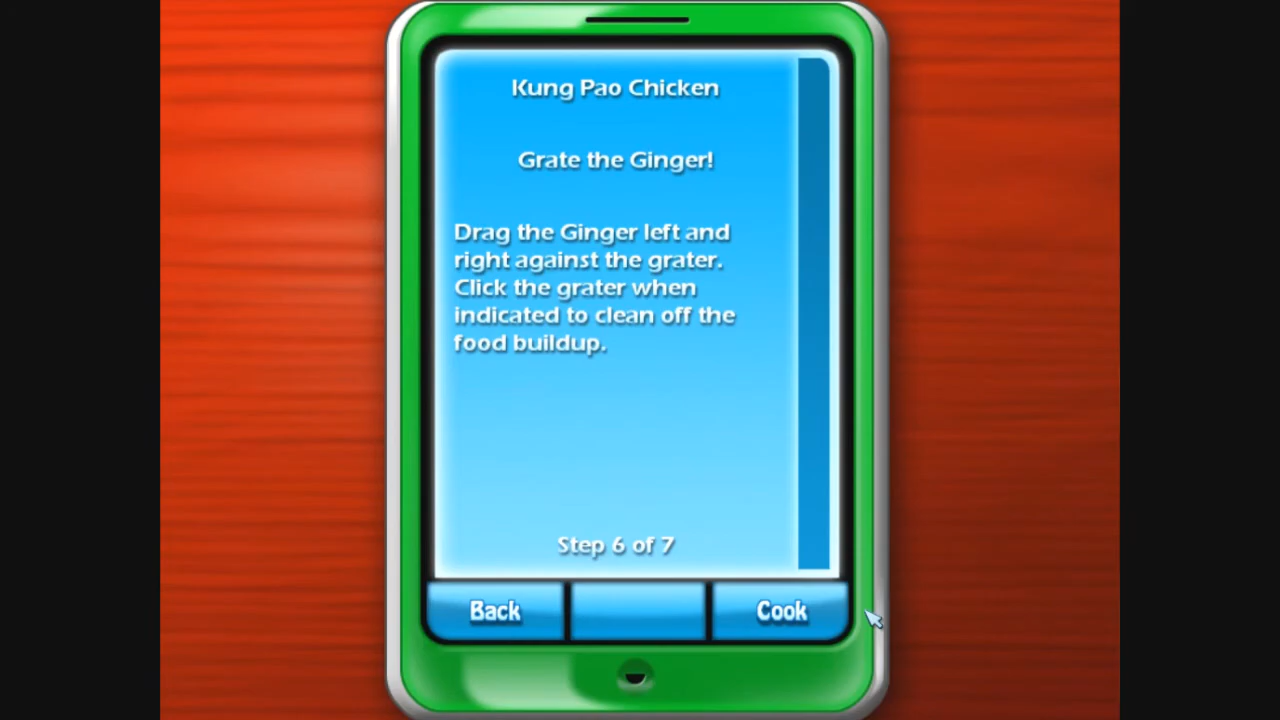 Kung Pao Chicken
Grate the Ginger!
Drag the Ginger left and
right against the grater.
Click the grater when
indicated to clean off the
food buildup.
Step 6 of 7
Back
Cook